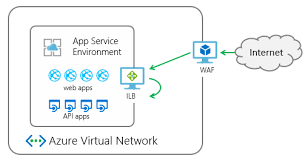 App Service
Environment
web apps
API apps
ILB
WAF
Internet
Azure Virtual Network